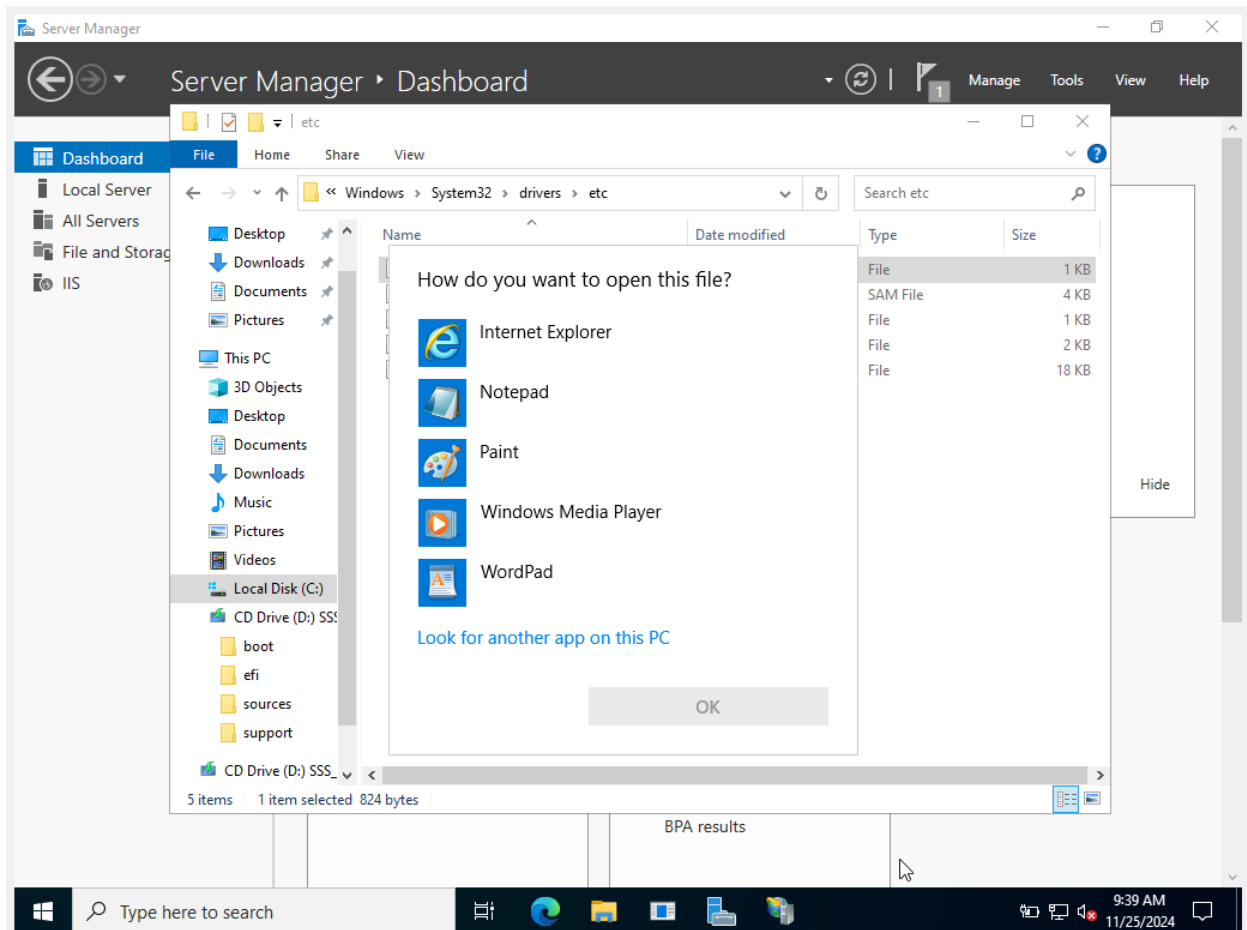 Server Manager
Server Manager ‣ Dashboard
1
Manage Tools View Help
etc
File Home Share View
?
« Windows > System32 > drivers > etc
Search etc
Dashboard
Local Server
All Servers
File and Storag
IIS
Desktop
Downloads
Documents
Pictures
This PC
3D Objects
Desktop
Documents
Downloads
Music
Pictures
Videos
Local Disk (C:)
CD Drive (D:) SSS
boot
efi
sources
support
CD Drive (D:) SSS_
Name Date modified Type Size
File 1 KB
SAM File 4 KB
File 1 KB
File 2 KB
File 18 KB
How do you want to open this file?
Internet Explorer
Notepad
Paint
Windows Media Player
WordPad
Look for another app on this PC
OK
Hide
5 items 1 item selected 824 bytes
BPA results
Type here to search
9:39 AM
11/25/2024